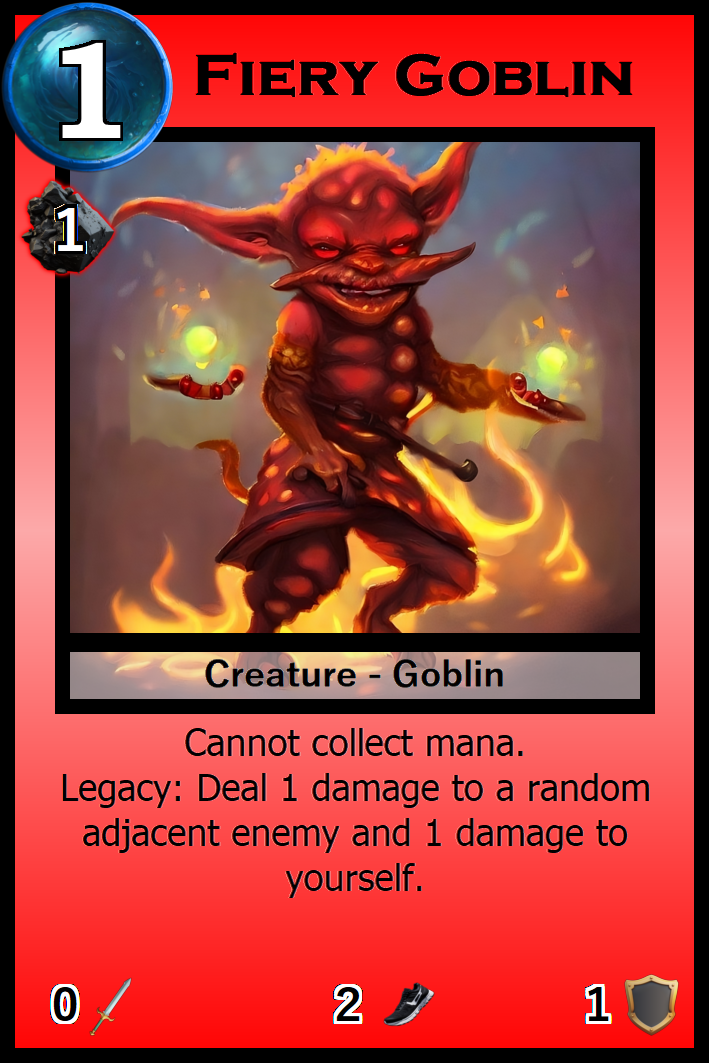 1
Fiery Goblin
1
Creature - Goblin
Cannot collect mana.
Legacy: Deal 1 damage to a random
adjacent enemy and 1 damage to
yourself.
0 2 1